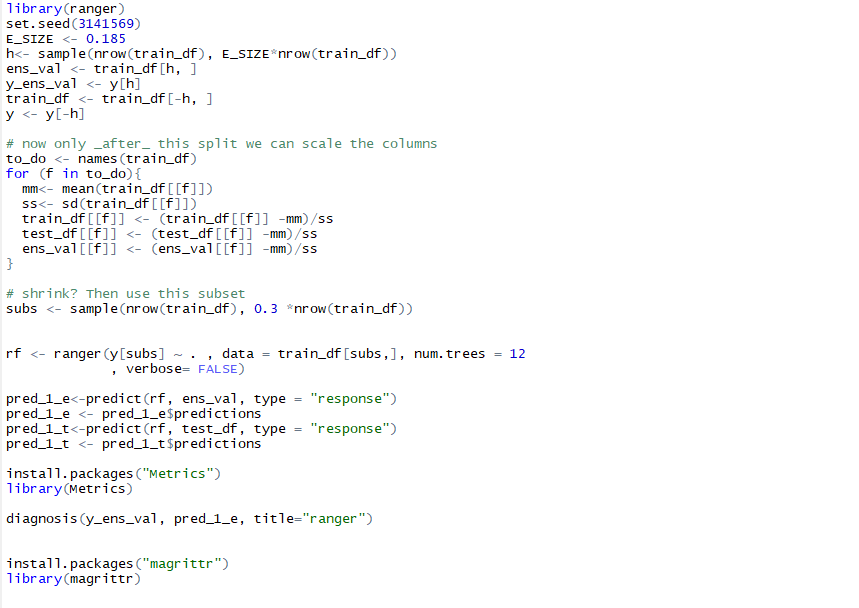 library(ranger)
set.seed(3141569)
E_SIZE <- 0.185
h<- sample(nrow(train_df), E_SIZE*nrow(train_df))
ens_val <- train_df[h, ]
y_ens_val <- y[h]
train_df <- train_df[-h, ]
y <- y[-h]
# now only _after_ this split we can scale the columns
to_do <- names(train_df)
for (f in to_do){
  mm<- mean(train_df[[f]])
  ss<- sd(train_df[[f]])
  train_df[[f]] <- (train_df[[f]] -mm)/ss
  test_df[[f]] <- (test_df[[f]] -mm)/ss
  ens_val[[f]] <- (ens_val[[f]] -mm)/ss
}
# shrink? Then use this subset
subs <- sample(nrow(train_df), 0.3 *nrow(train_df))
rf <- ranger(y[subs] ~ . , data = train_df[subs,], num.trees = 12
             , verbose= FALSE)
pred_1_e<-predict(rf, ens_val, type = "response")
pred_1_e <- pred_1_e$predictions
pred_1_t<-predict(rf, test_df, type = "response")
pred_1_t <- pred_1_t$predictions
install.packages("Metrics")
library(Metrics)
diagnosis(y_ens_val, pred_1_e, title="ranger")
install.packages("magrittr")
library(magrittr)